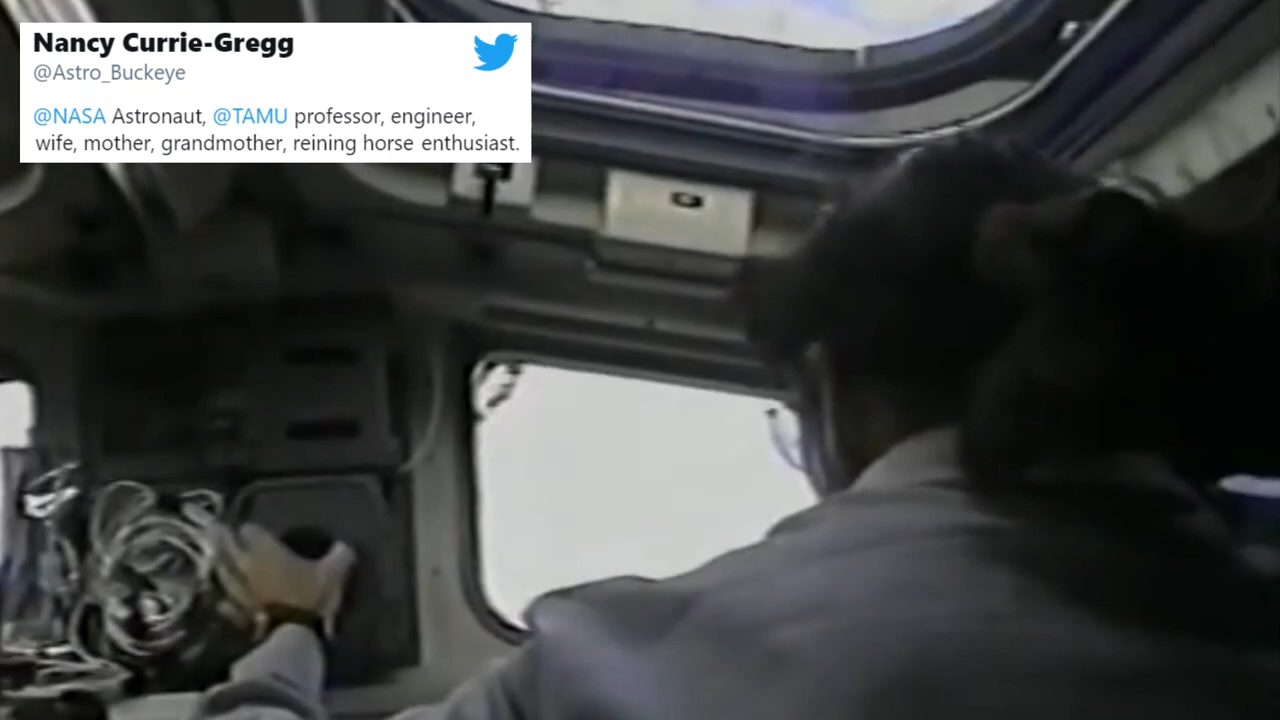 Nancy Currie-Gregg
@Astro_Buckeye
@NASA Astronaut, @TAMU professor, engineer,
wife, mother, grandmother, reining horse enthusiast.